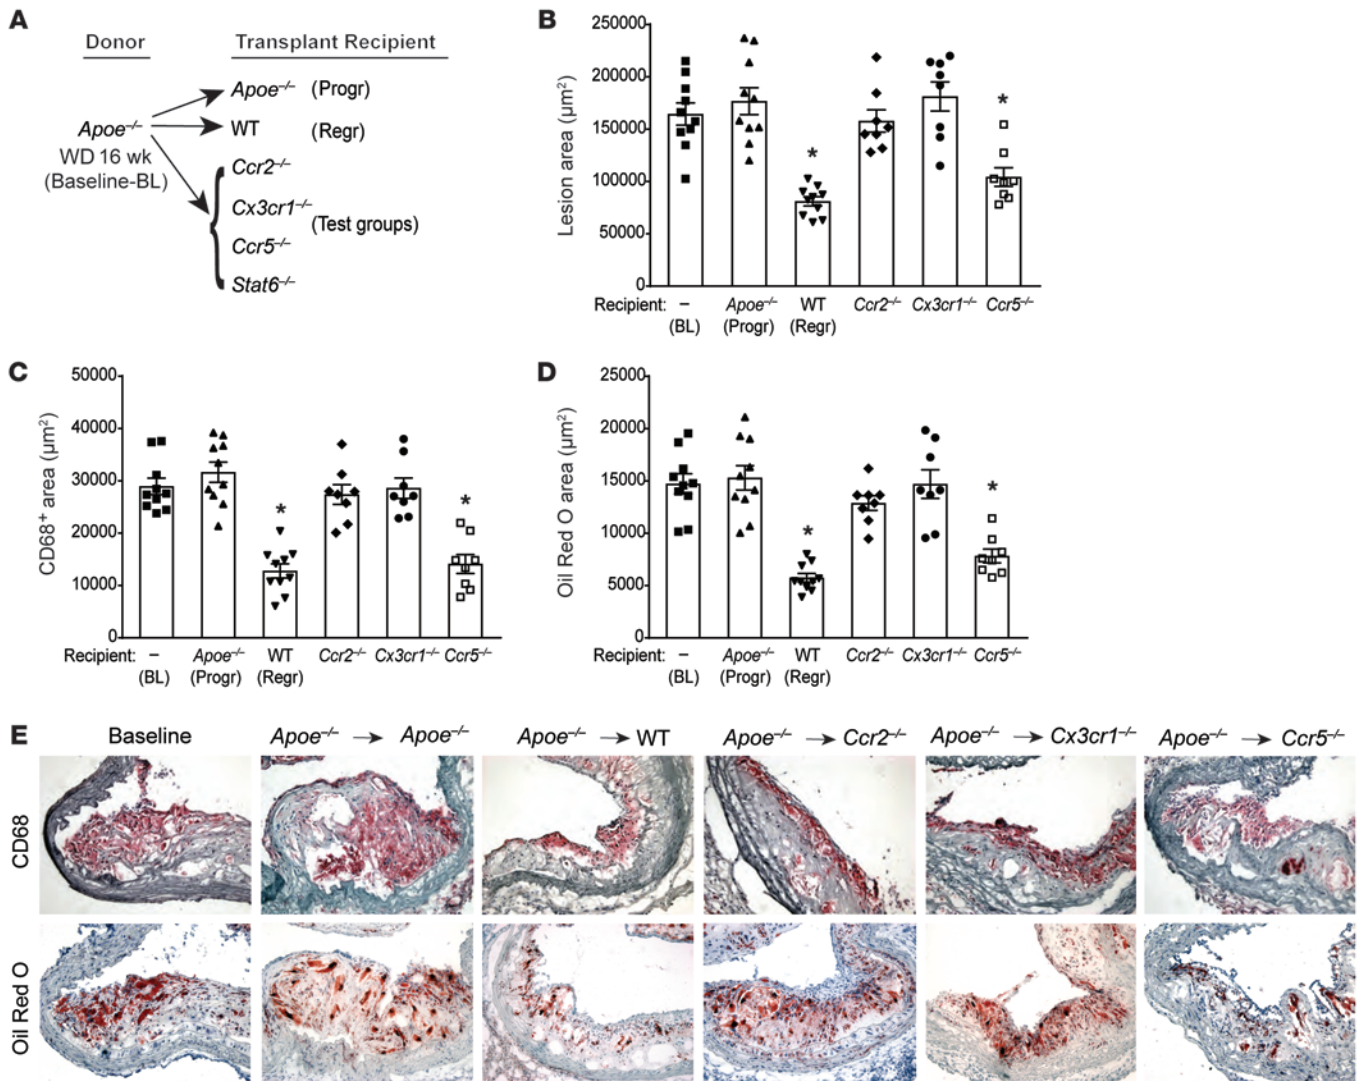 A
Donor
Transplant Recipient
Apoe–/–
WD 16 wk
(Baseline-BL)
Apoe–/– (Progr)
WT (Regr)
Ccr2–/–
Cx3cr1–/–
(Test groups)
Ccr5–/–
Stat6–/–
B
Lesion area (µm²)
250000
200000
150000
100000
50000
0
*
*
Recipient: – Apoe–/– WT Ccr2–/– Cx3cr1–/– Ccr5–/–
(BL) (Progr) (Regr)
C
CD68⁺ area (µm²)
50000
40000
30000
20000
10000
0
*
*
Recipient: – Apoe–/– WT Ccr2–/– Cx3cr1–/– Ccr5–/–
(BL) (Progr) (Regr)
D
Oil Red O area (µm²)
25000
20000
15000
10000
5000
0
*
*
Recipient: – Apoe–/– WT Ccr2–/– Cx3cr1–/– Ccr5–/–
(BL) (Progr) (Regr)
E
Baseline
Apoe–/– → Apoe–/–
Apoe–/– → WT
Apoe–/– → Ccr2–/–
Apoe–/– → Cx3cr1–/–
Apoe–/– → Ccr5–/–
CD68
Oil Red O